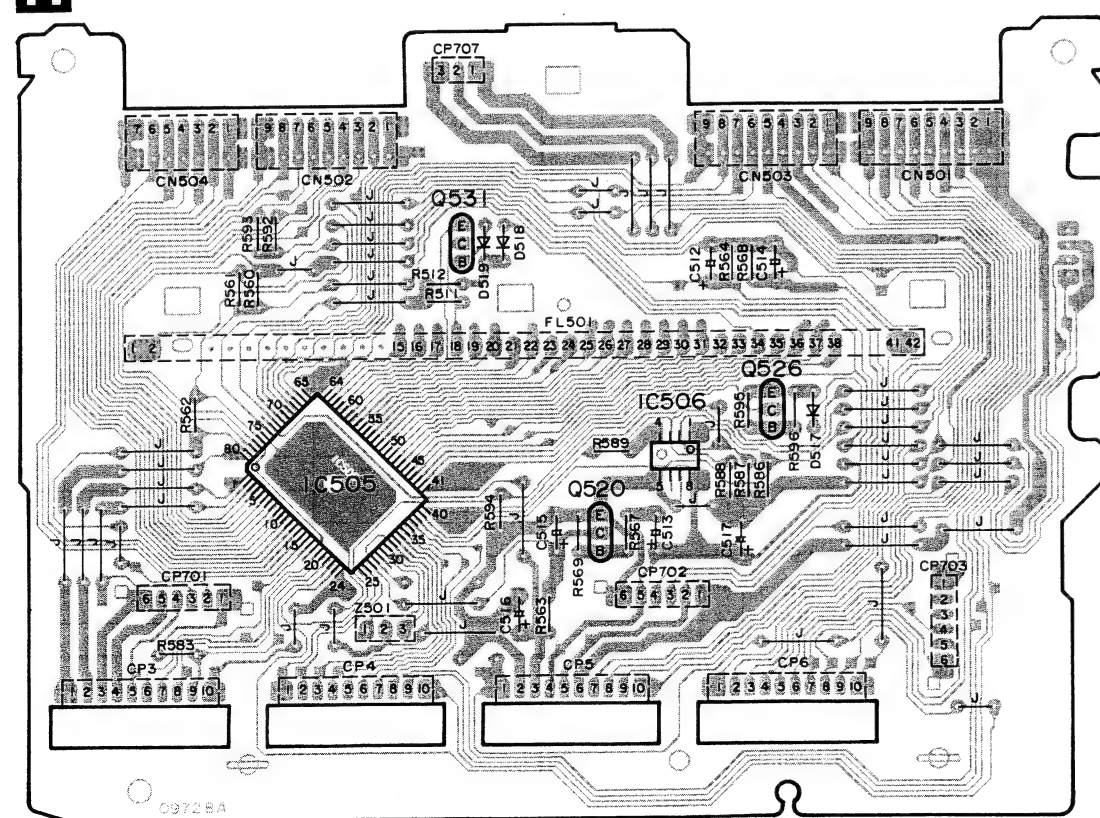 CP707
3 2 1
7 6 5 4 3 2 1
9 8 7 6 5 4 3 2 1
9 8 7 6 5 4 3 2 1
9 8 7 6 5 4 3 2 1
CN504
CN502
CN503
CN501
J
Q531
E
C
B
R593
R592
D519
D518
C512
R564
R568
C514
R561
R560
R512
R511
FL501
1 2
15 16 17 18 19 20 21 22 23 24 25 26 27 28 29 30 31 32 33 34 35 36 37 38
41 42
65 64
70
60
75
55
80
50
45
41
40
35
30
25
24
20
15
10
IC505
R562
Q526
E
C
B
R595
R596
D517
IC506
4
5 8
R589
R588
R587
R586
R594
Q520
E
C
B
C515
R569
R567
C513
C517
CP701
6 5 4 3 2 1
Z501
1 2 3
C516
R563
CP702
6 5 4 3 2 1
CP703
1
2
3
4
5
6
R583
CP3
CP4
CP5
CP6
1 2 3 4 5 6 7 8 9 10
1 2 3 4 5 6 7 8 9 10
1 2 3 4 5 6 7 8 9 10
1 2 3 4 5 6 7 8 9 10
0972BA